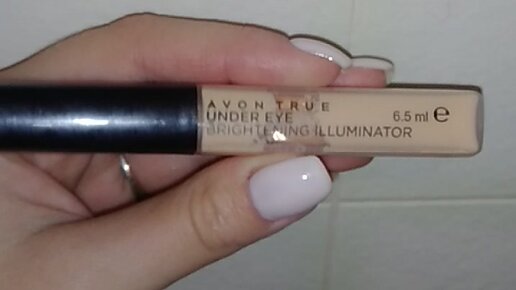 AVON TRUE
UNDER EYE 6.5 ml e
BRIGHTENING ILLUMINATOR